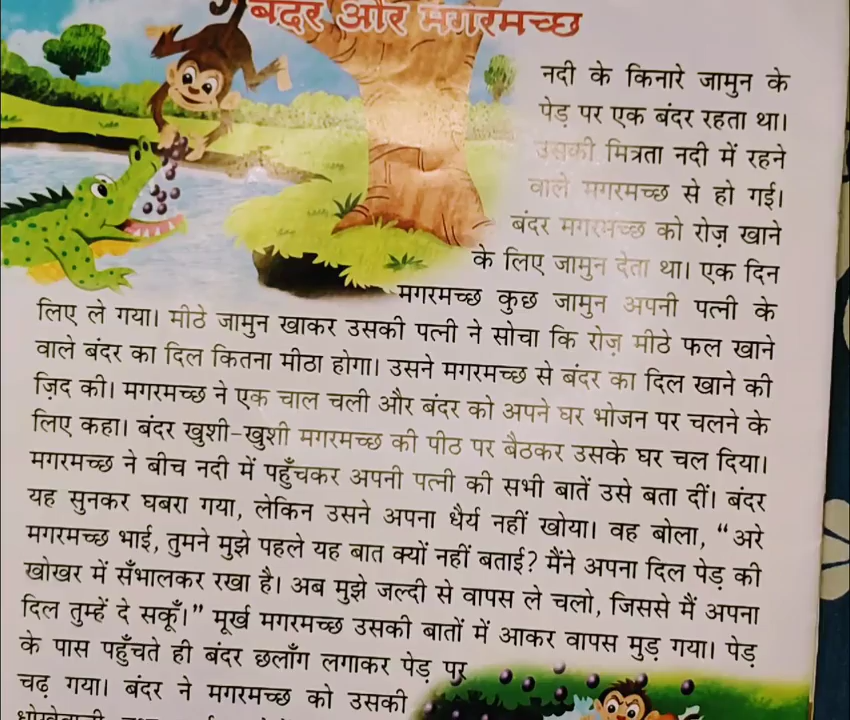 बंदर और मगरमच्छ
नदी के किनारे जामुन के
पेड़ पर एक बंदर रहता था।
उसकी मित्रता नदी में रहने
वाले मगरमच्छ से हो गई।
बंदर मगरमच्छ को रोज़ खाने
के लिए जामुन देता था। एक दिन
मगरमच्छ कुछ जामुन अपनी पत्नी के
लिए ले गया। मीठे जामुन खाकर उसकी पत्नी ने सोचा कि रोज़ मीठे फल खाने
वाले बंदर का दिल कितना मीठा होगा। उसने मगरमच्छ से बंदर का दिल खाने की
ज़िद की। मगरमच्छ ने एक चाल चली और बंदर को अपने घर भोजन पर चलने के
लिए कहा। बंदर खुशी-खुशी मगरमच्छ की पीठ पर बैठकर उसके घर चल दिया।
मगरमंच्छ ने बीच नदी में पहुँचकर अपनी पत्नी की सभी बातें उसे बता दीं। बंदर
यह सुनकर घबरा गया, लेकिन उसने अपना धैर्य नहीं खोया। वह बोला, “अरे
मगरमच्छ भाई, तुमने मुझे पहले यह बात क्यों नहीं बताई? मैंने अपना दिल पेड़ की
खोखर में सँभालकर रखा है। अब मुझे जल्दी से वापस ले चलो, जिससे मैं अपना
दिल तुम्हें दे सकूँ।” मूर्ख मगरमच्छ उसकी बातों में आकर वापस मुड़ गया। पेड़
के पास पहुँचते ही बंदर छलाँग लगाकर पेड़ पर
चढ़ गया। बंदर ने मगरमच्छ को उसकी